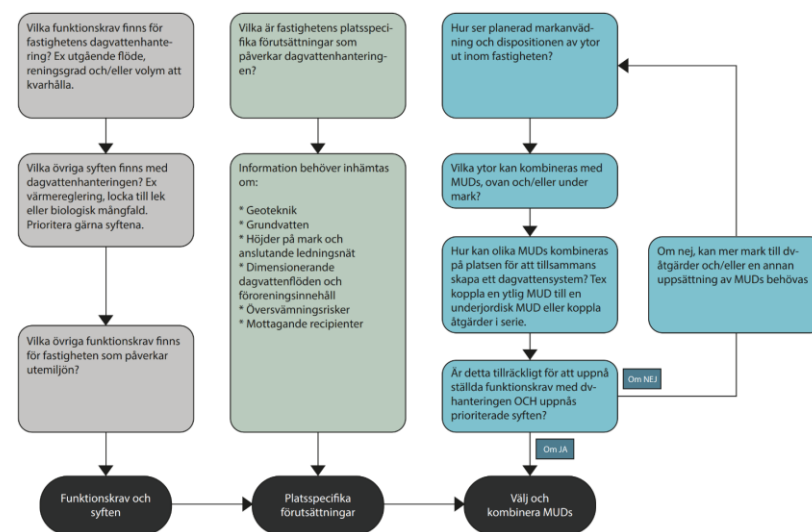 Vilka funktionskrav finns för
fastighetens dagvattenhante-
ring? Ex utgående flöde,
reningsgrad och/eller volym att
kvarhålla.
Vilka övriga syften finns med
dagvattenhanteringen? Ex
värmereglering, locka till lek
eller biologisk mångfald.
Prioritera gärna syftena.
Vilka övriga funktionskrav finns
för fastigheten som påverkar
utemiljön?
Funktionskrav och
syften
Vilka är fastighetens platsspeci-
fika förutsättningar som
påverkar dagvattenhantering-
en?
Information behöver inhämtas
om:
* Geoteknik
* Grundvatten
* Höjder på mark och
anslutande ledningsnät
* Dimensionerande
dagvattenflöden och
föroreningsinnehåll
* Översvämningsrisker
* Mottagande recipienter
Platsspecifika
förutsättningar
Hur ser planerad markanväd-
ning och dispositionen av ytor
ut inom fastigheten?
Vilka ytor kan kombineras med
MUDs, ovan och/eller under
mark?
Hur kan olika MUDs kombineras
på platsen för att tillsammans
skapa ett dagvattensystem? Tex
koppla en ytlig MUD till en
underjordisk MUD eller koppla
åtgärder i serie.
Är detta tillräckligt för att uppnå
ställda funktionskrav med dv-
hanteringen OCH uppnås
prioriterade syften?
Om NEJ
Om JA
Välj och
kombinera MUDs
Om nej, kan mer mark till dv-
åtgärder och/eller en annan
uppsättning av MUDs behövas